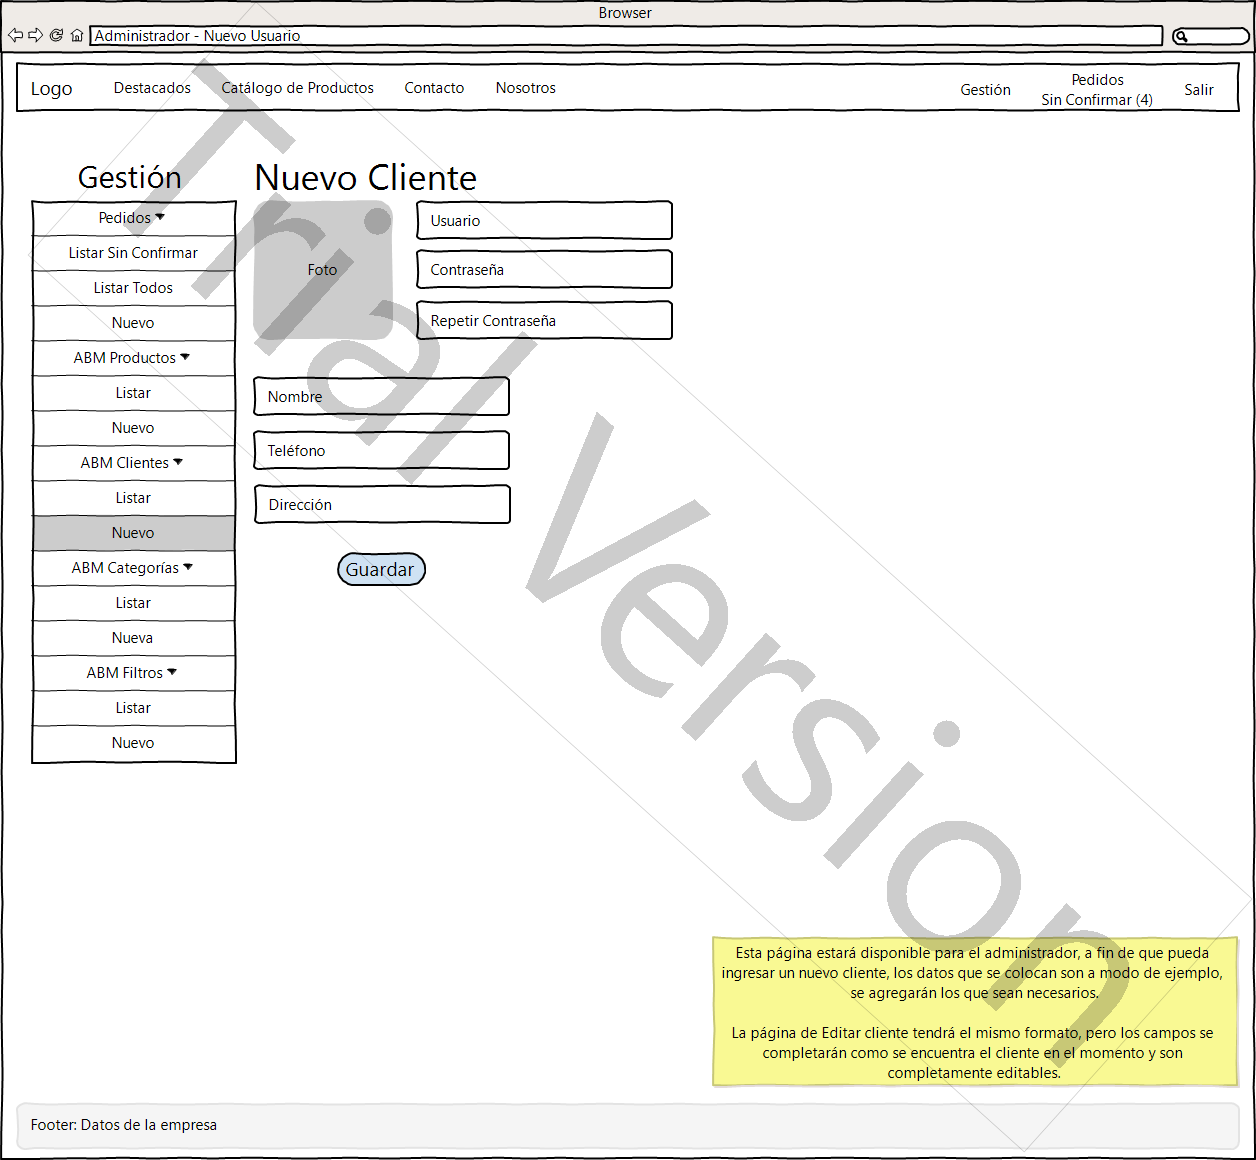 Browser
Administrador - Nuevo Usuario
Logo
Destacados
Catálogo de Productos
Contacto
Nosotros
Gestión
Pedidos
Sin Confirmar (4)
Salir
Gestión
Pedidos
Listar Sin Confirmar
Listar Todos
Nuevo
ABM Productos
Listar
Nuevo
ABM Clientes
Listar
Nuevo
ABM Categorías
Listar
Nueva
ABM Filtros
Listar
Nuevo
Nuevo Cliente
Foto
Usuario
Contraseña
Repetir Contraseña
Nombre
Teléfono
Dirección
Guardar
Trial Version
Esta página estará disponible para el administrador, a fin de que pueda
ingresar un nuevo cliente, los datos que se colocan son a modo de ejemplo,
se agregarán los que sean necesarios.
La página de Editar cliente tendrá el mismo formato, pero los campos se
completarán como se encuentra el cliente en el momento y son
completamente editables.
Footer: Datos de la empresa